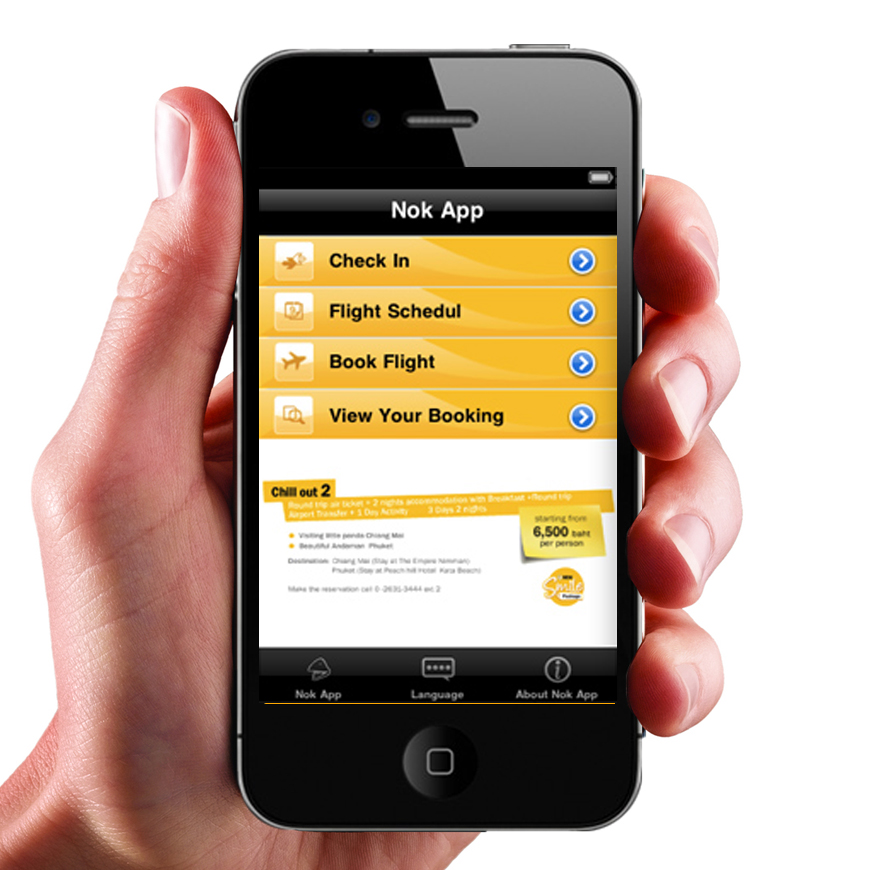 Nok App
Check In
Flight Schedul
Book Flight
View Your Booking
Chill out 2
Round trip air ticket + 2 nights accommodation with Breakfast +Round trip
Airport Transfer + 1 Day Activity 3 Days 2 nights
starting from
6,500 baht
per person
Visiting little panda Chiang Mai
Beautiful Andaman Phuket
Destination: Chiang Mai (Stay at The Empire Nimman)
Phuket (Stay at Peach hill Hotel Kata Beach)
Make the reservation call 0 -2631-3444 ext 2
Smile
Package
Nok App
Language
About Nok App